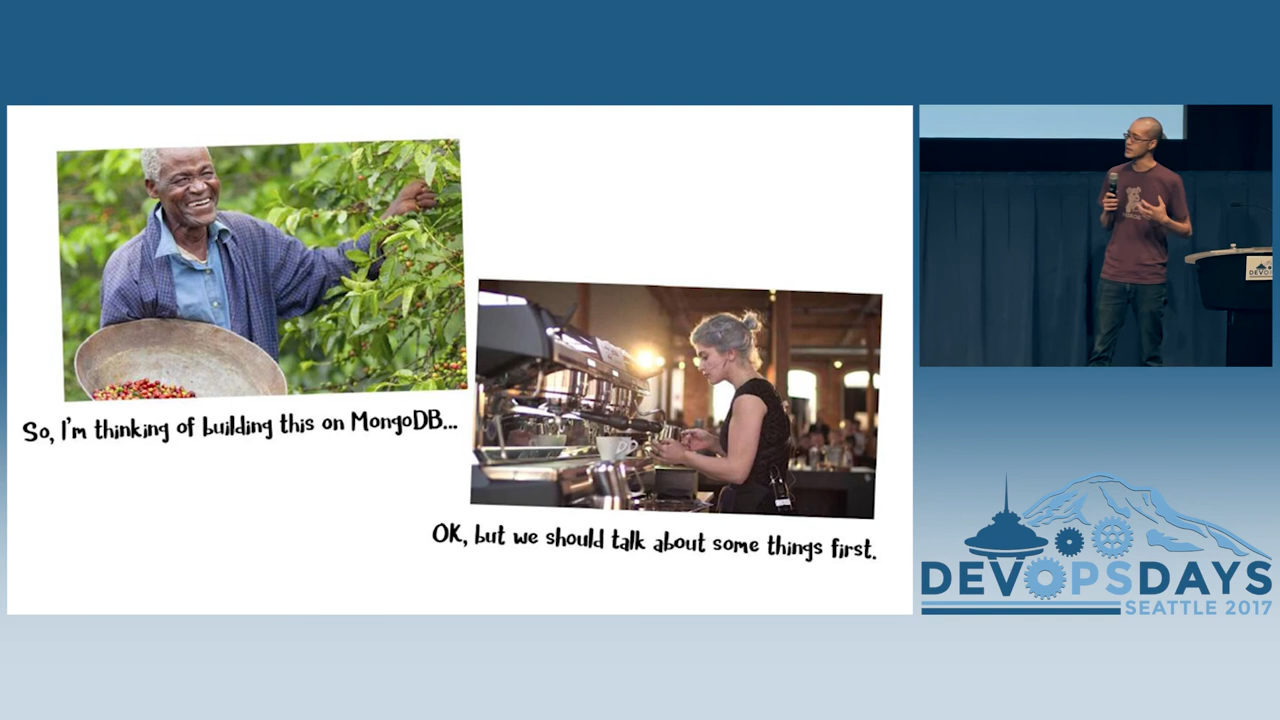 So, I'm thinking of building this on MongoDB...
OK, but we should talk about some things first.
DEVOPSDAYS
SEATTLE 2017